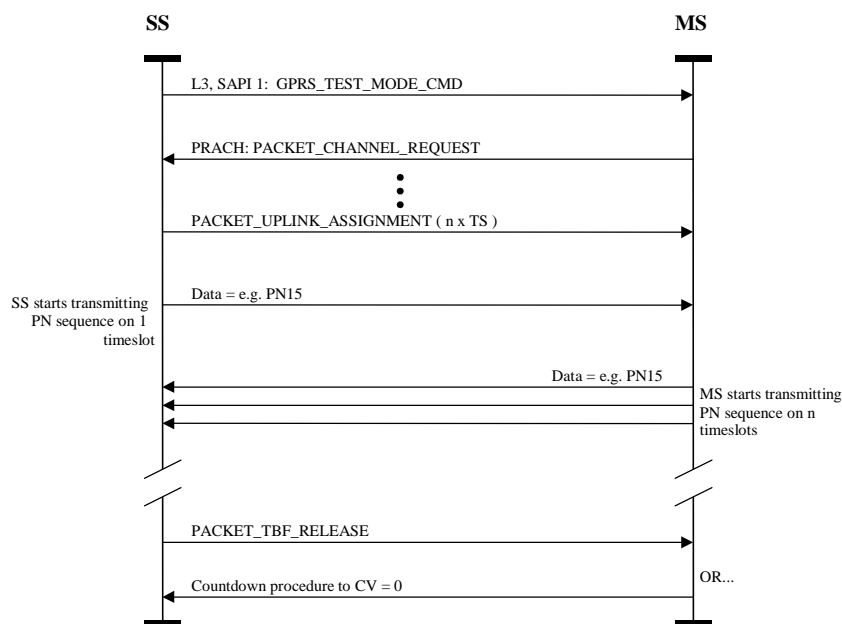 SS
MS
L3, SAPI 1: GPRS_TEST_MODE_CMD
PRACH: PACKET_CHANNEL_REQUEST
PACKET_UPLINK_ASSIGNMENT ( n x TS )
Data = e.g. PN15
SS starts transmitting
PN sequence on 1
timeslot
Data = e.g. PN15
MS starts transmitting
PN sequence on n
timeslots
PACKET_TBF_RELEASE
OR...
Countdown procedure to CV = 0